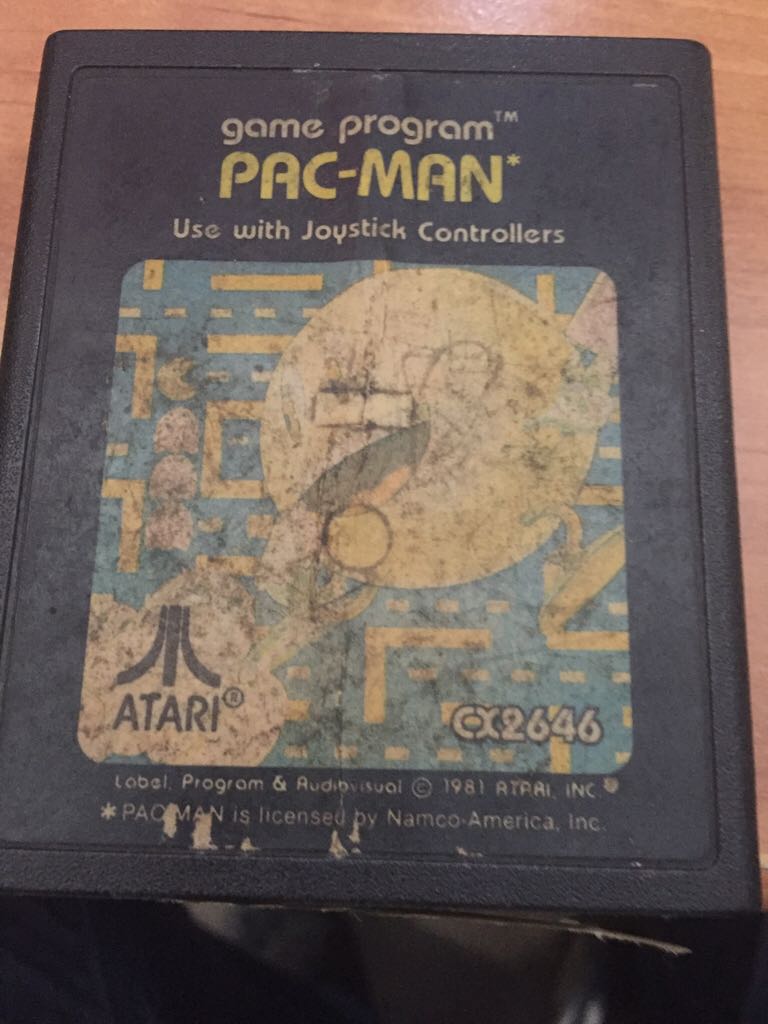 game program™
PAC-MAN*
Use with Joystick Controllers
ATARI®
CX2646
Label, Program & Audiovisual © 1981 ATARI, INC.
*PAC-MAN is licensed by Namco-America, Inc.